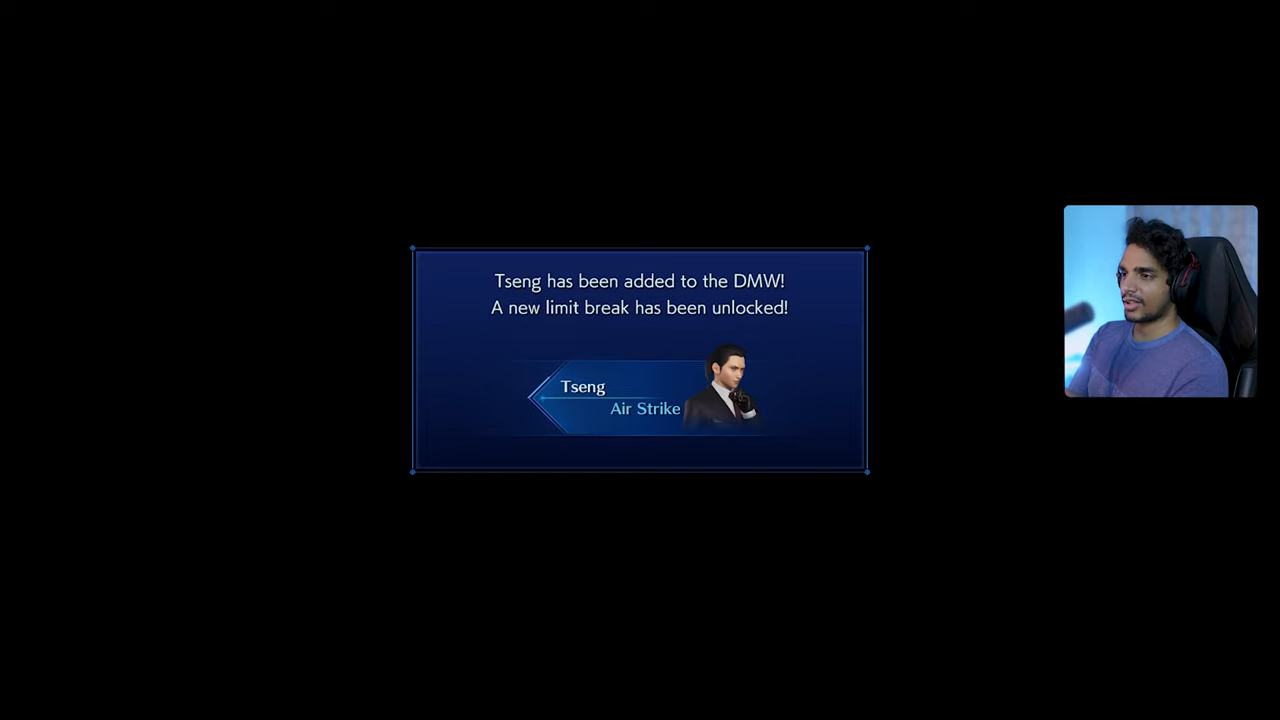 Tseng has been added to the DMW!
A new limit break has been unlocked!
Tseng
Air Strike